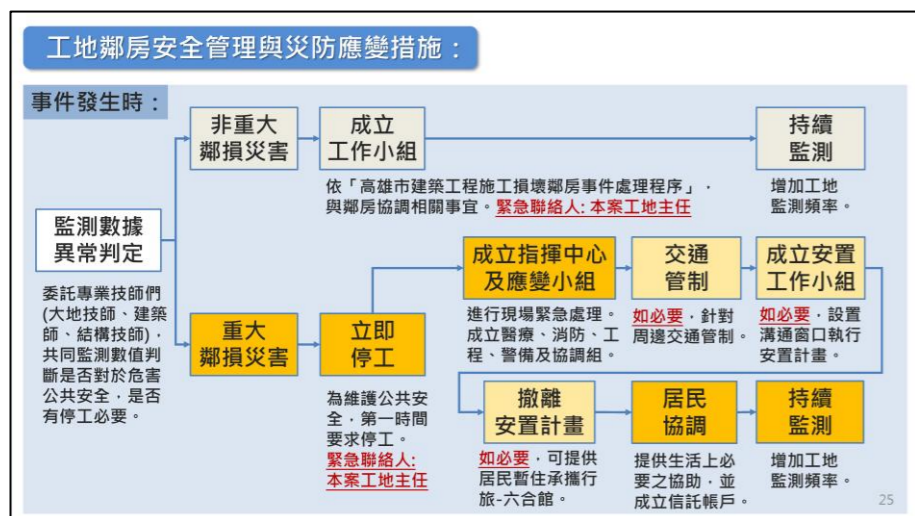 工地鄰房安全管理與災防應變措施：
事件發生時：
非重大
鄰損災害
成立
工作小組
持續
監測
依「高雄市建築工程施工損壞鄰房事件處理程序」，
與鄰房協調相關事宜。緊急聯絡人: 本案工地主任
增加工地
監測頻率。
監測數據
異常判定
委託專業技師們
(大地技師、建築
師、結構技師)，
共同監測數值判
斷是否對於危害
公共安全，是否
有停工必要。
重大
鄰損災害
立即
停工
為維護公共安
全，第一時間
要求停工。
緊急聯絡人:
本案工地主任
成立指揮中心
及應變小組
進行現場緊急處理。
成立醫療、消防、工
程、警備及協調組。
交通
管制
如必要，針對
周邊交通管制。
成立安置
工作小組
如必要，設置
溝通窗口執行
安置計畫。
撤離
安置計畫
如必要，可提供
居民暫住承攜行
旅-六合館。
居民
協調
提供生活上必
要之協助，並
成立信託帳戶。
持續
監測
增加工地
監測頻率。
25